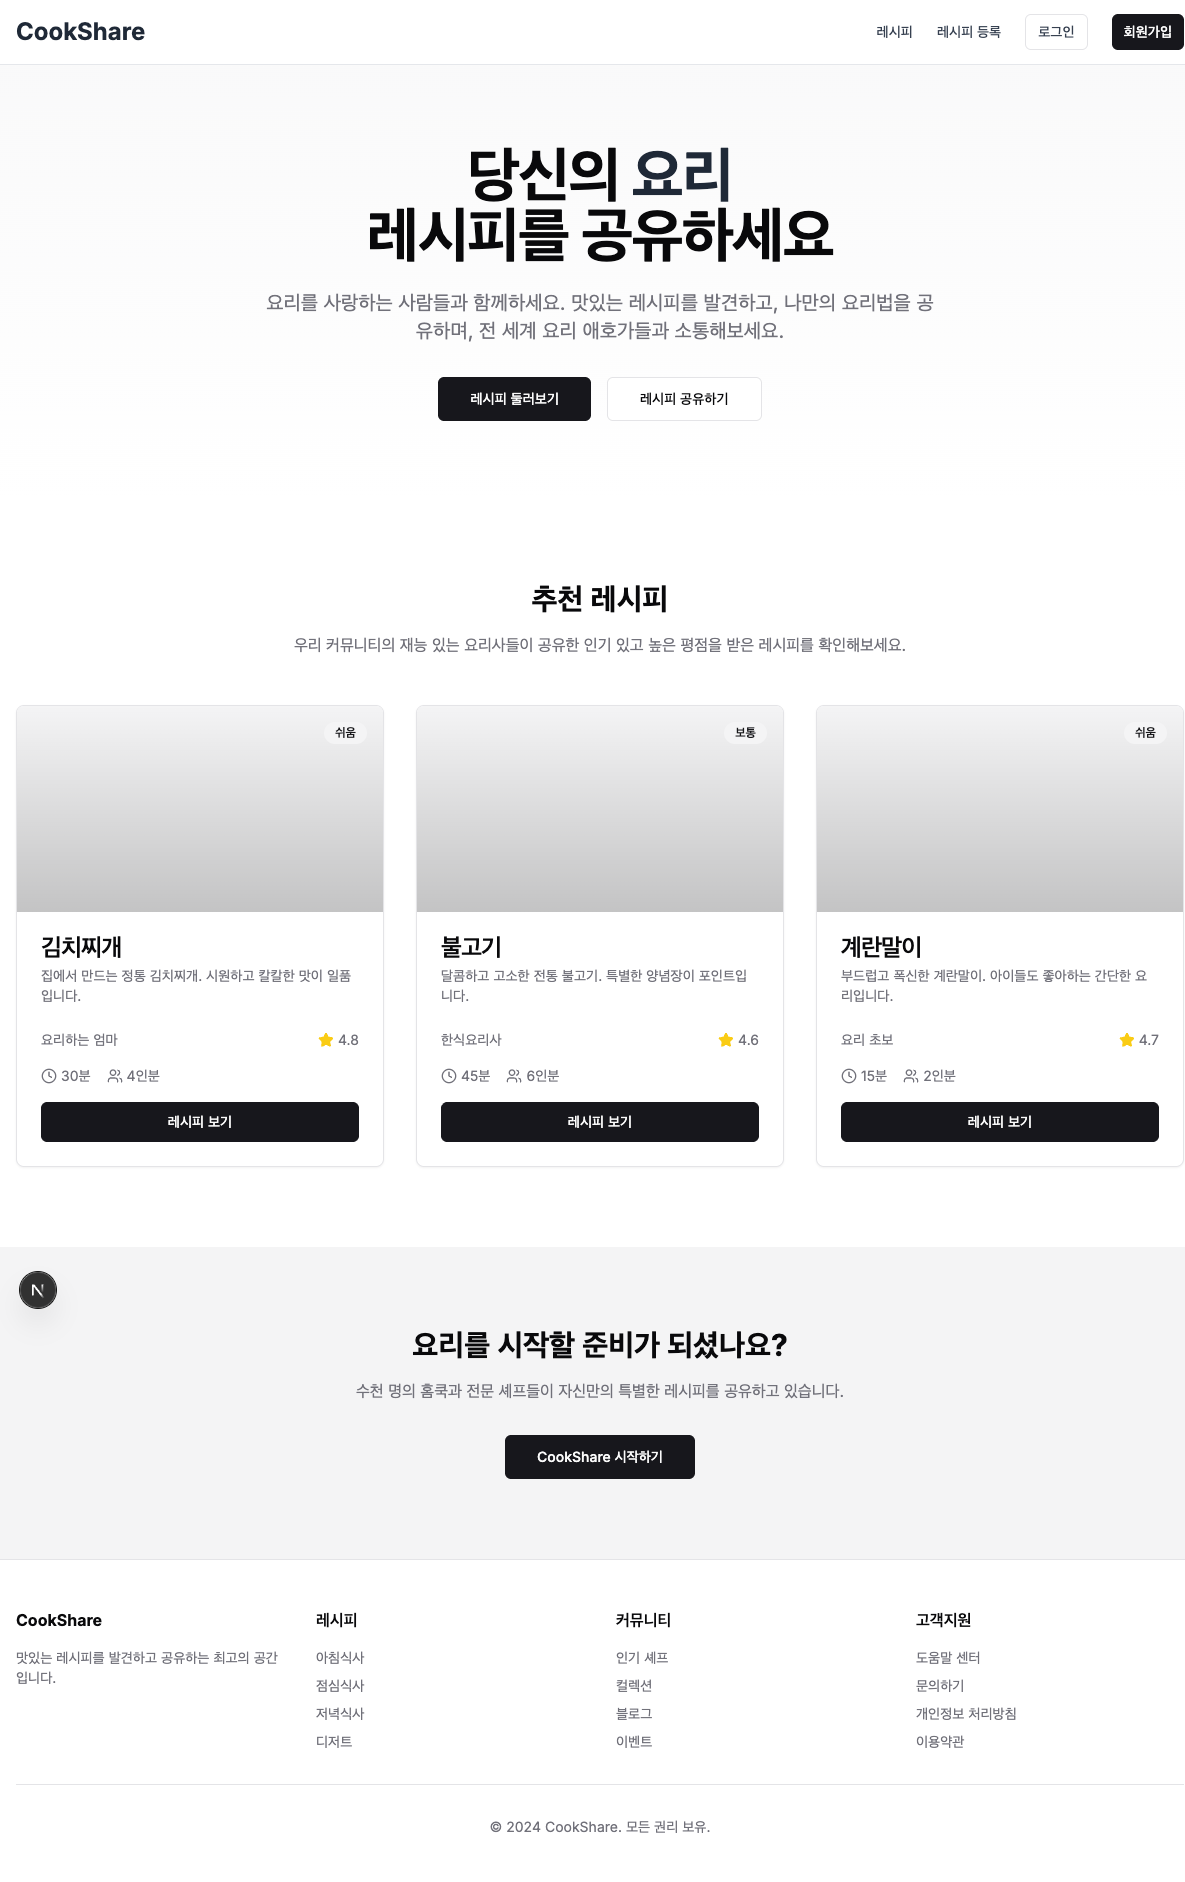 CookShare
레시피
레시피 등록
로그인
회원가입
당신의 요리
레시피를 공유하세요
요리를 사랑하는 사람들과 함께하세요. 맛있는 레시피를 발견하고, 나만의 요리법을 공
유하며, 전 세계 요리 애호가들과 소통해보세요.
레시피 둘러보기
레시피 공유하기
추천 레시피
우리 커뮤니티의 재능 있는 요리사들이 공유한 인기 있고 높은 평점을 받은 레시피를 확인해보세요.
쉬움
김치찌개
집에서 만드는 정통 김치찌개. 시원하고 칼칼한 맛이 일품
입니다.
요리하는 엄마
4.8
30분
4인분
레시피 보기
보통
불고기
달콤하고 고소한 전통 불고기. 특별한 양념장이 포인트입
니다.
한식요리사
4.6
45분
6인분
레시피 보기
쉬움
계란말이
부드럽고 폭신한 계란말이. 아이들도 좋아하는 간단한 요
리입니다.
요리 초보
4.7
15분
2인분
레시피 보기
N
요리를 시작할 준비가 되셨나요?
수천 명의 홈쿡과 전문 셰프들이 자신만의 특별한 레시피를 공유하고 있습니다.
CookShare 시작하기
CookShare
맛있는 레시피를 발견하고 공유하는 최고의 공간
입니다.
레시피
아침식사
점심식사
저녁식사
디저트
커뮤니티
인기 셰프
컬렉션
블로그
이벤트
고객지원
도움말 센터
문의하기
개인정보 처리방침
이용약관
© 2024 CookShare. 모든 권리 보유.